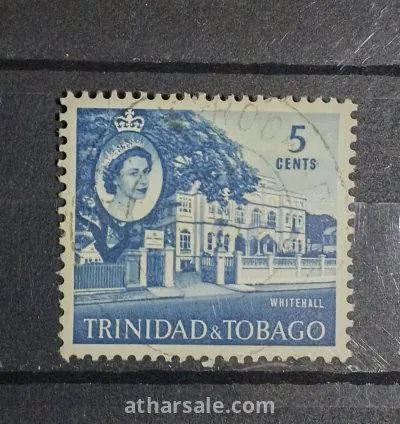 5
CENTS
WHITEHALL
TRINIDAD & TOBAGO
atharsale.com